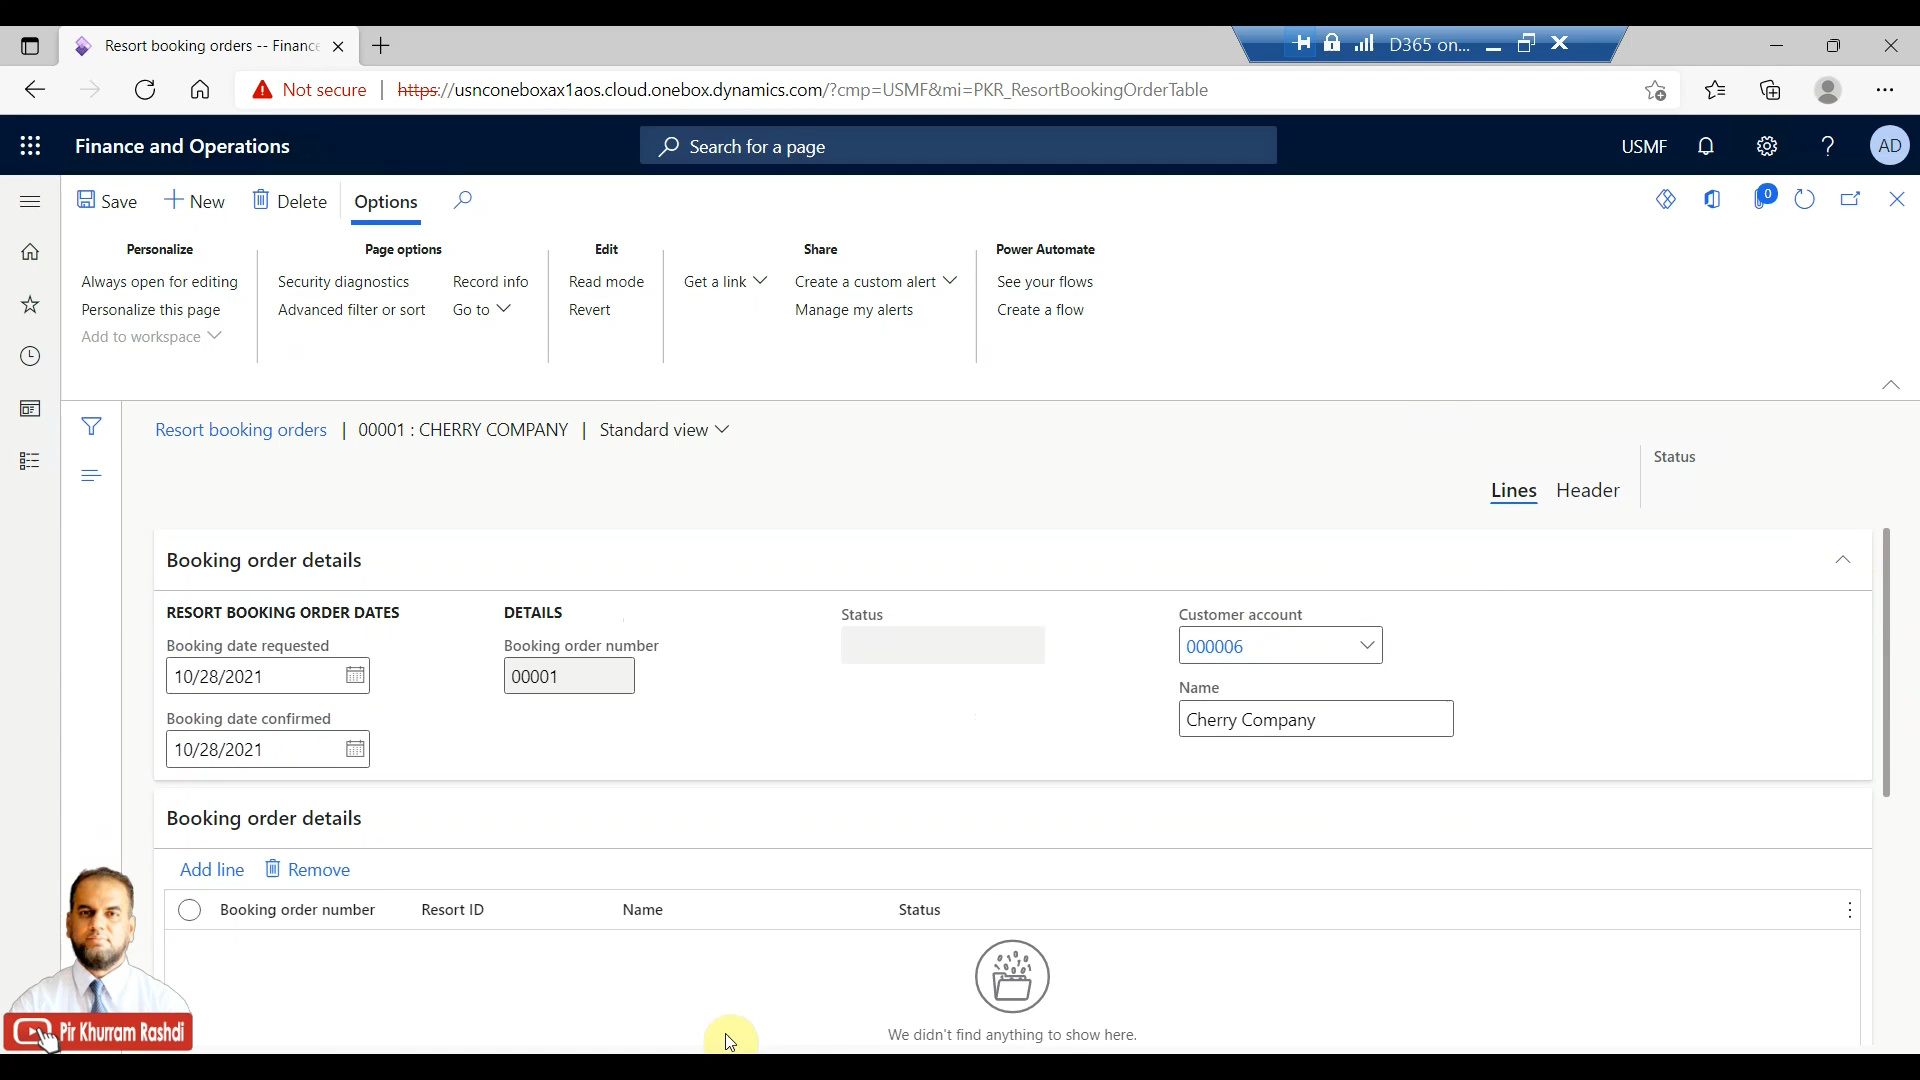 Resort booking orders -- Financ
D365 on...
Not secure
https://usnconeboxax1aos.cloud.onebox.dynamics.com/?cmp=USMF&mi=PKR_ResortBookingOrderTable
Finance and Operations
Search for a page
USMF
?
AD
Save
New
Delete
Options
0
Personalize
Always open for editing
Personalize this page
Add to workspace
Page options
Security diagnostics
Record info
Advanced filter or sort
Go to
Edit
Read mode
Revert
Share
Get a link
Create a custom alert
Manage my alerts
Power Automate
See your flows
Create a flow
Resort booking orders | 00001 : CHERRY COMPANY | Standard view
Status
Lines
Header
Booking order details
RESORT BOOKING ORDER DATES
Booking date requested
10/28/2021
Booking date confirmed
10/28/2021
DETAILS
Booking order number
00001
Status
Customer account
000006
Name
Cherry Company
Booking order details
Add line
Remove
Booking order number
Resort ID
Name
Status
We didn't find anything to show here.
Pir Khurram Rashdi